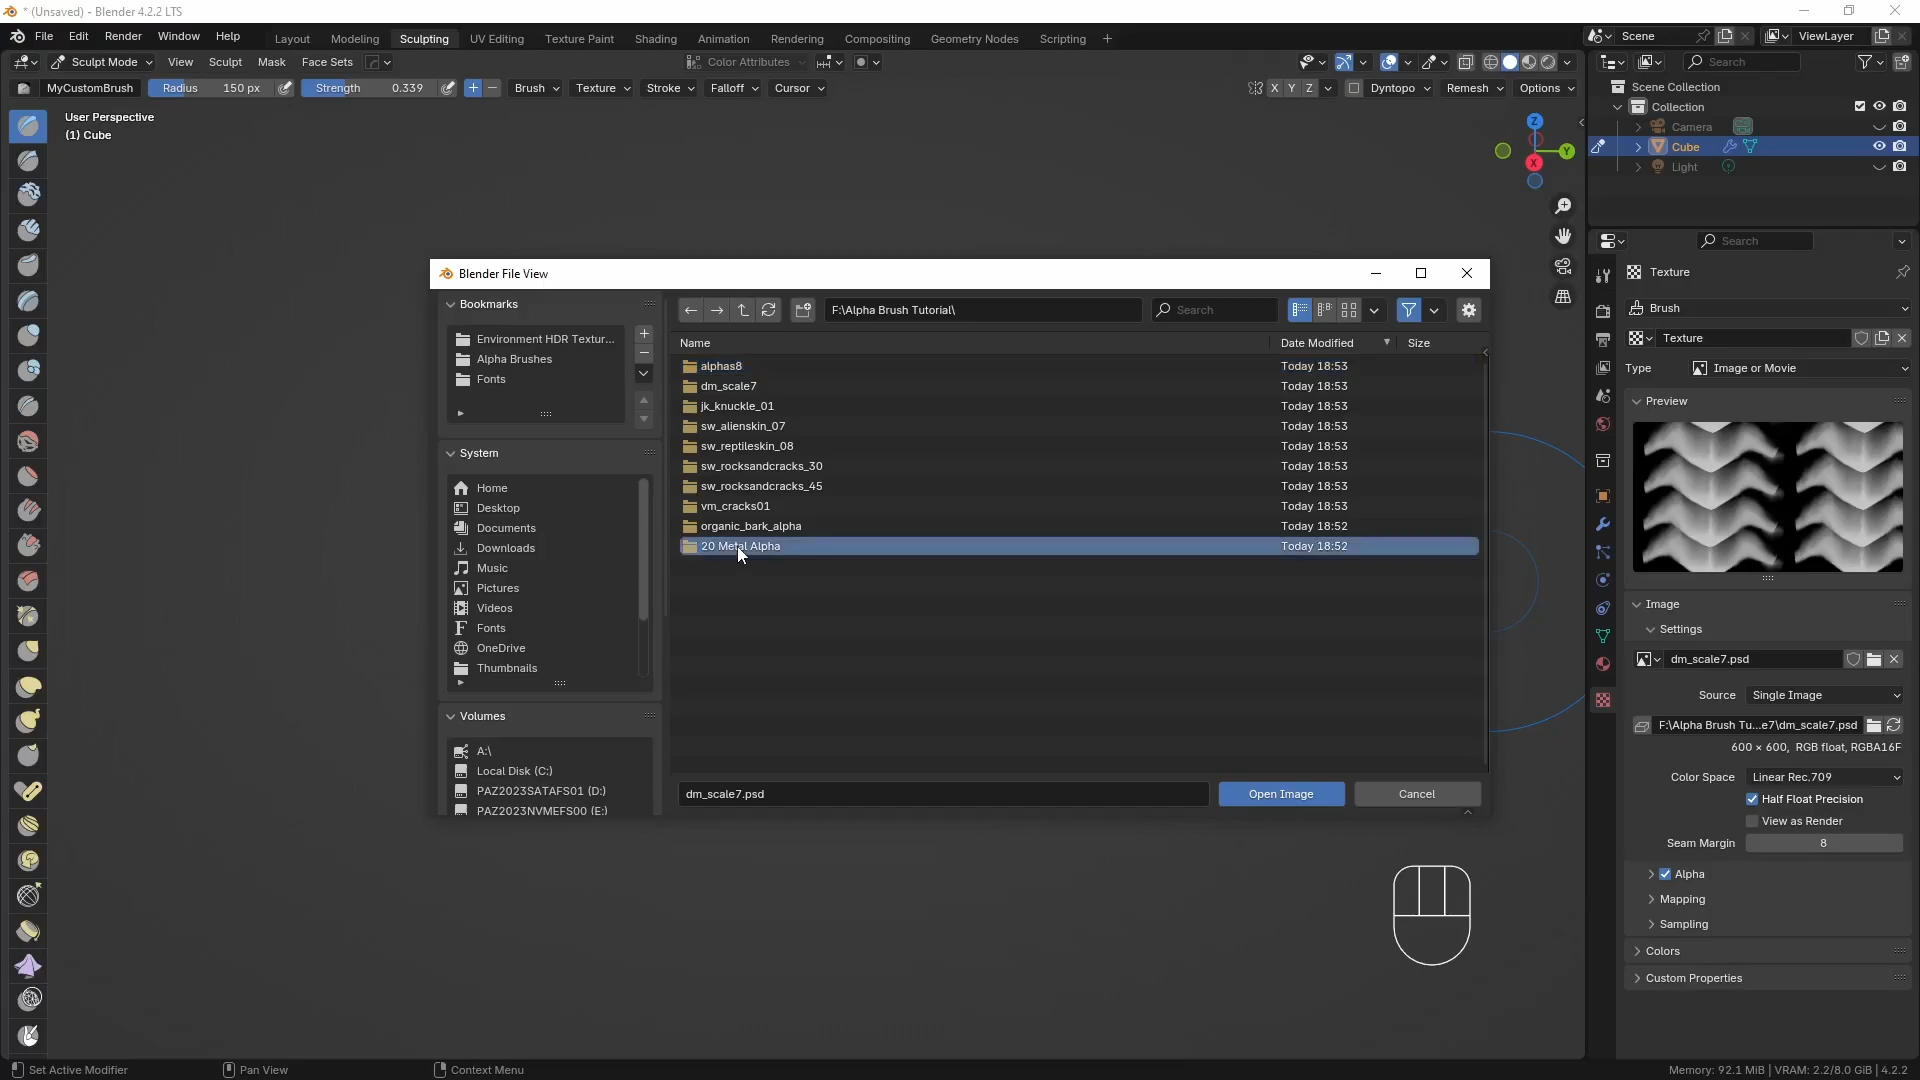 * (Unsaved) - Blender 4.2.2 LTS
File Edit Render Window Help
Layout Modeling Sculpting UV Editing Texture Paint Shading Animation Rendering Compositing Geometry Nodes Scripting +
Scene
ViewLayer
Sculpt Mode View Sculpt Mask Face Sets
Color Attributes
Search
MyCustomBrush Radius 150 px Strength 0.339 Brush Texture Stroke Falloff Cursor
X Y Z Dyntopo Remesh Options
User Perspective
(1) Cube
Z
Y
X
Scene Collection
Collection
Camera
Cube
Light
Search
Texture
Brush
Texture
Type Image or Movie
Preview
Image
Settings
dm_scale7.psd
Source Single Image
F:\Alpha Brush Tu...e7\dm_scale7.psd
600 × 600, RGB float, RGBA16F
Color Space Linear Rec.709
Half Float Precision
View as Render
Seam Margin 8
Alpha
Mapping
Sampling
Colors
Custom Properties
Blender File View
Bookmarks
Environment HDR Textur...
Alpha Brushes
Fonts
System
Home
Desktop
Documents
Downloads
Music
Pictures
Videos
Fonts
OneDrive
Thumbnails
Volumes
A:\
Local Disk (C:)
PAZ2023SATAFS01 (D:)
PAZ2023NVMEFS00 (E:)
F:\Alpha Brush Tutorial\
Search
Name Date Modified Size
alphas8 Today 18:53
dm_scale7 Today 18:53
jk_knuckle_01 Today 18:53
sw_alienskin_07 Today 18:53
sw_reptileskin_08 Today 18:53
sw_rocksandcracks_30 Today 18:53
sw_rocksandcracks_45 Today 18:53
vm_cracks01 Today 18:53
organic_bark_alpha Today 18:52
20 Metal Alpha Today 18:52
dm_scale7.psd
Open Image
Cancel
Set Active Modifier
Pan View
Context Menu
Memory: 92.1 MiB | VRAM: 2.2/8.0 GiB | 4.2.2